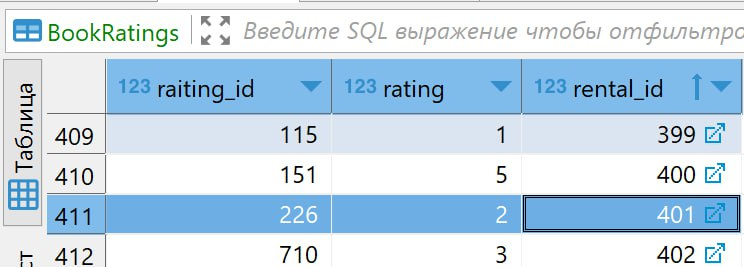 BookRatings Введите SQL выражение чтобы отфильтро
Таблица
123 raiting_id 123 rating 123 rental_id
409 115 1 399
410 151 5 400
411 226 2 401
412 710 3 402
ст